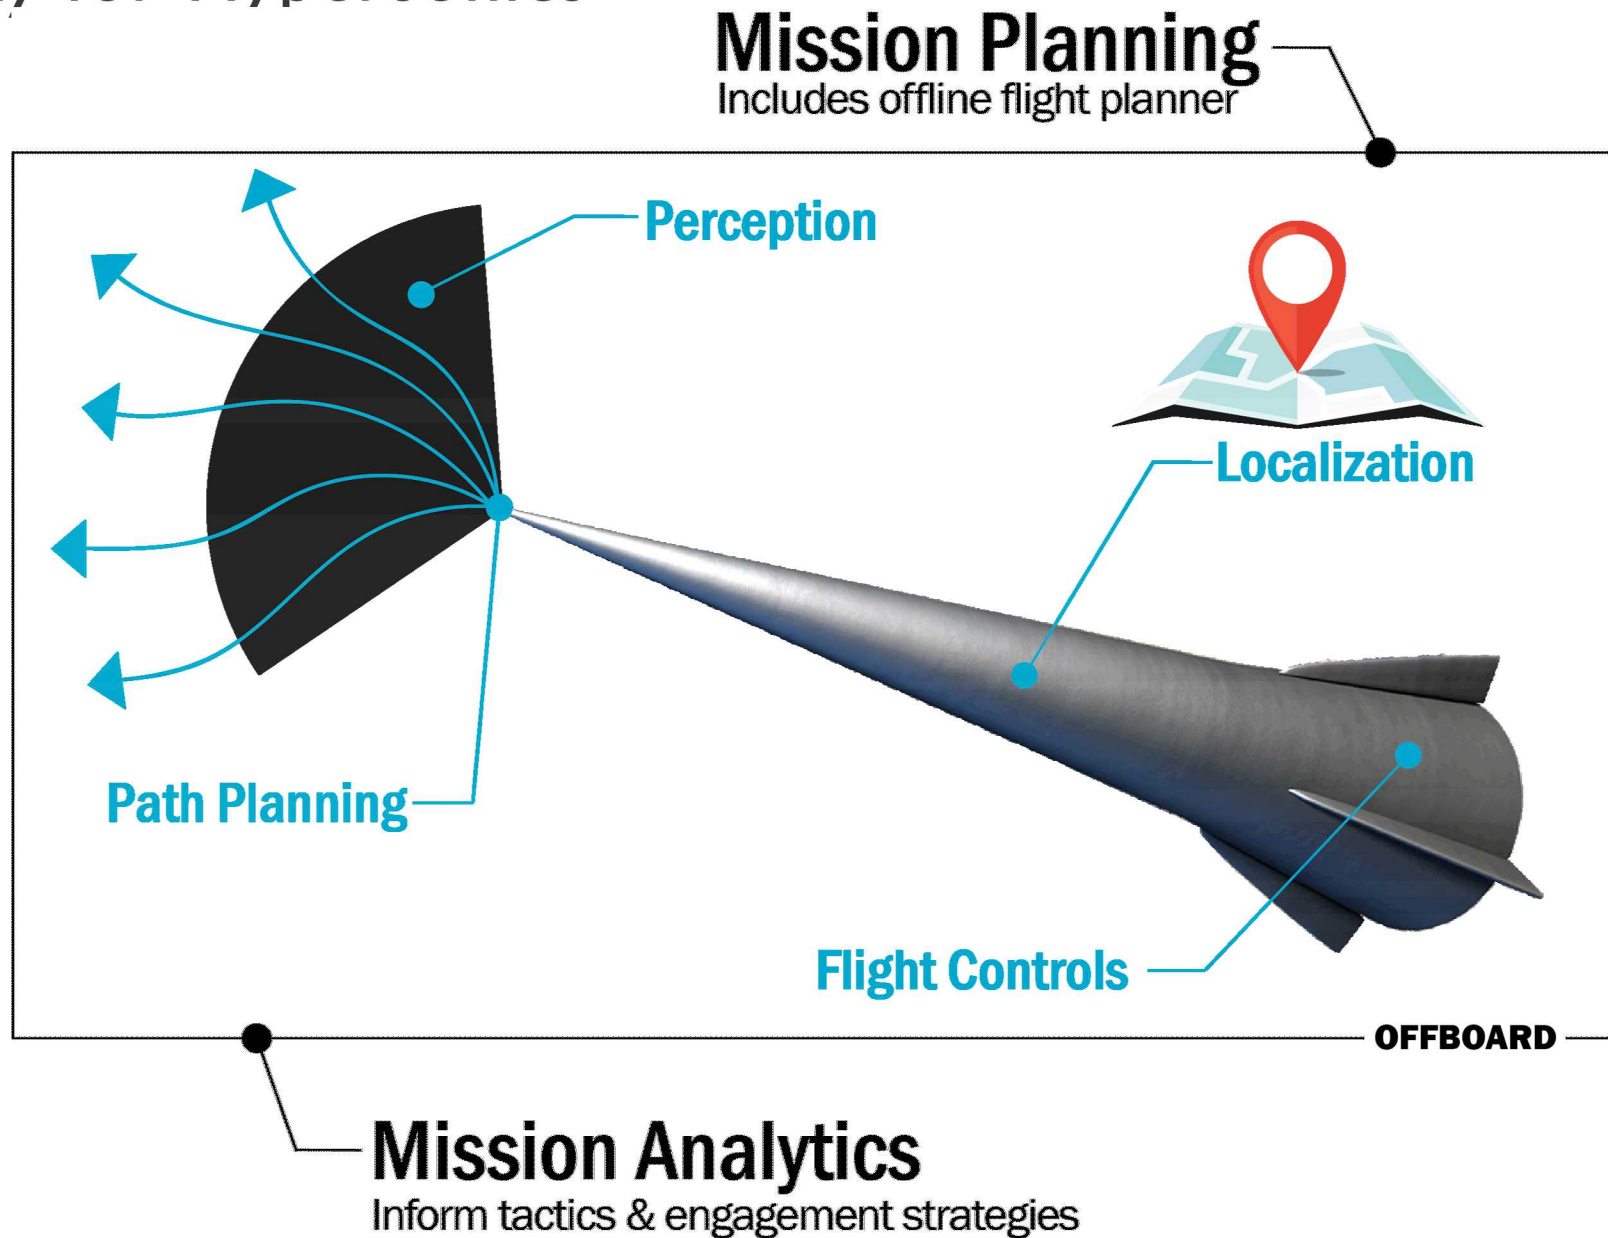 Mission Planning
Includes offline flight planner
Perception
Localization
Path Planning
Flight Controls
OFFBOARD
Mission Analytics
Inform tactics & engagement strategies